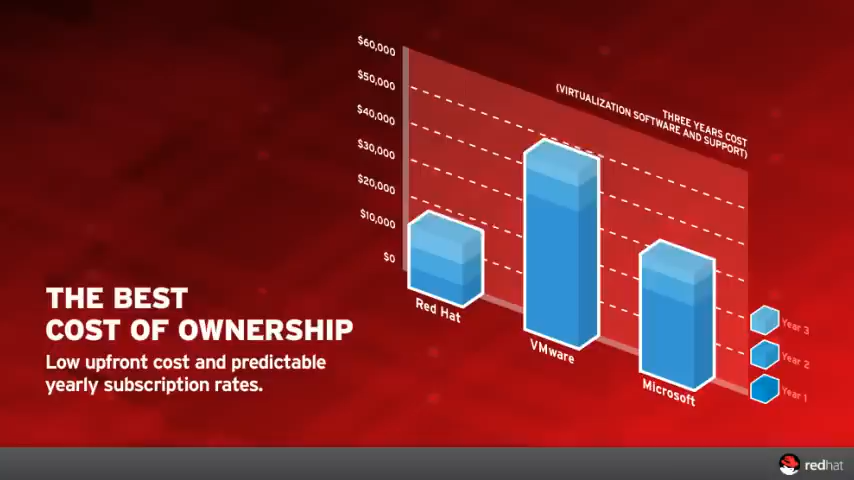 $60,000
$50,000
$40,000
$30,000
$20,000
$10,000
$0
THREE YEARS COST
(VIRTUALIZATION SOFTWARE AND SUPPORT)
Red Hat
VMware
Microsoft
Year 3
Year 2
Year 1
THE BEST
COST OF OWNERSHIP
Low upfront cost and predictable
yearly subscription rates.
redhat